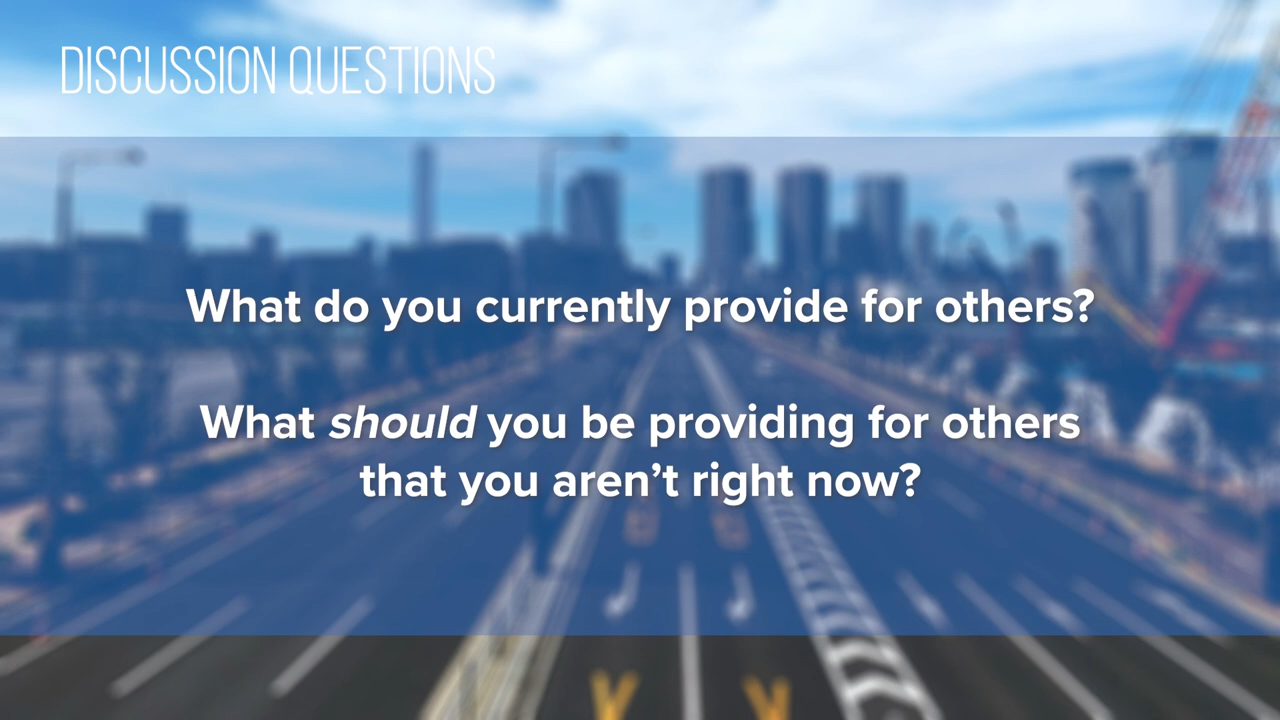 DISCUSSION QUESTIONS
What do you currently provide for others?
What should you be providing for others
that you aren’t right now?